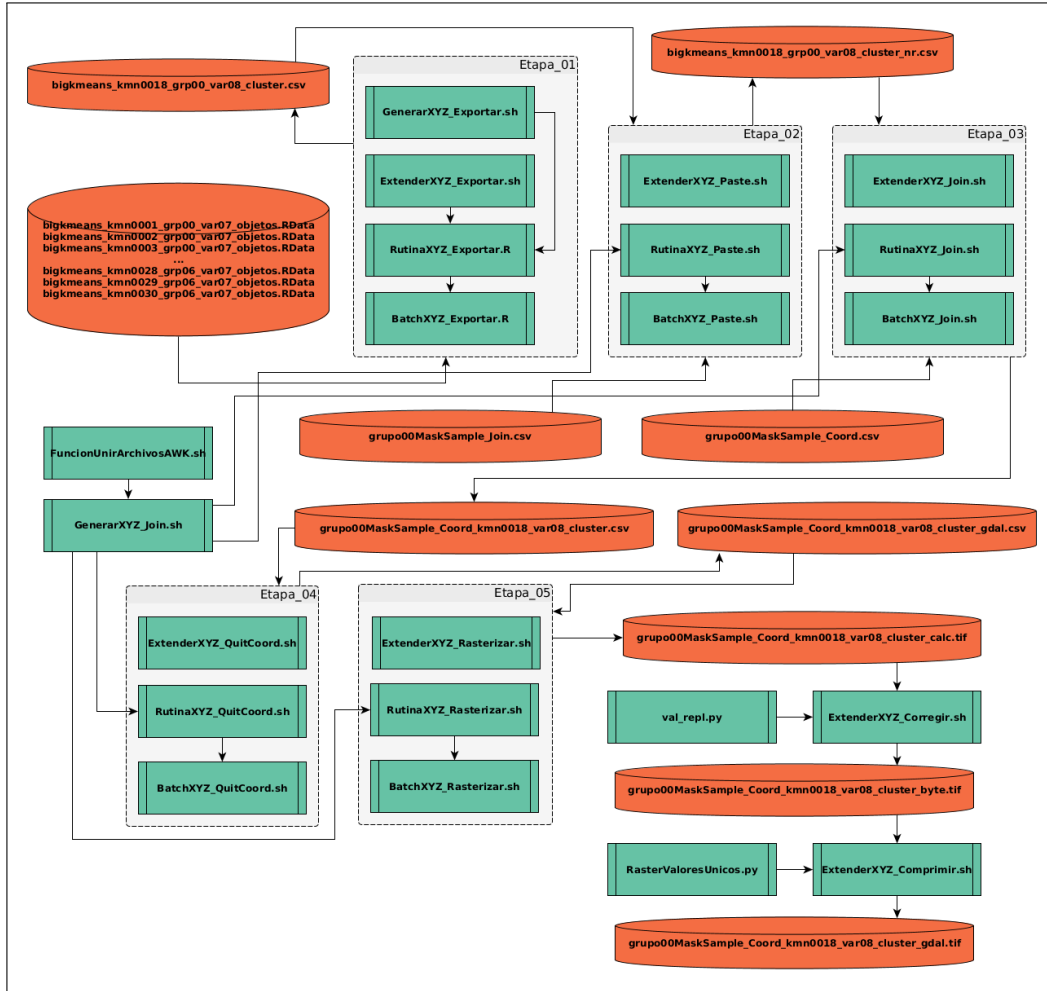 bigkmeans_kmn0018_grp00_var08_cluster.csv
Etapa_01
GenerarXYZ_Exportar.sh
ExtenderXYZ_Exportar.sh
RutinaXYZ_Exportar.R
BatchXYZ_Exportar.R
bigkmeans_kmn0018_grp00_var08_cluster_nr.csv
Etapa_02
ExtenderXYZ_Paste.sh
RutinaXYZ_Paste.sh
BatchXYZ_Paste.sh
Etapa_03
ExtenderXYZ_Join.sh
RutinaXYZ_Join.sh
BatchXYZ_Join.sh
bigkmeans_kmn0001_grp00_var07_objetos.RData
bigkmeans_kmn0002_grp00_var07_objetos.RData
bigkmeans_kmn0003_grp00_var07_objetos.RData
...
bigkmeans_kmn0028_grp06_var07_objetos.RData
bigkmeans_kmn0029_grp06_var07_objetos.RData
bigkmeans_kmn0030_grp06_var07_objetos.RData
grupo00MaskSample_Join.csv
grupo00MaskSample_Coord.csv
FuncionUnirArchivosAWK.sh
GenerarXYZ_Join.sh
grupo00MaskSample_Coord_kmn0018_var08_cluster.csv
grupo00MaskSample_Coord_kmn0018_var08_cluster_gdal.csv
Etapa_04
ExtenderXYZ_QuitCoord.sh
RutinaXYZ_QuitCoord.sh
BatchXYZ_QuitCoord.sh
Etapa_05
ExtenderXYZ_Rasterizar.sh
RutinaXYZ_Rasterizar.sh
BatchXYZ_Rasterizar.sh
grupo00MaskSample_Coord_kmn0018_var08_cluster_calc.tif
val_repl.py
ExtenderXYZ_Corregir.sh
grupo00MaskSample_Coord_kmn0018_var08_cluster_byte.tif
RasterValoresUnicos.py
ExtenderXYZ_Comprimir.sh
grupo00MaskSample_Coord_kmn0018_var08_cluster_gdal.tif